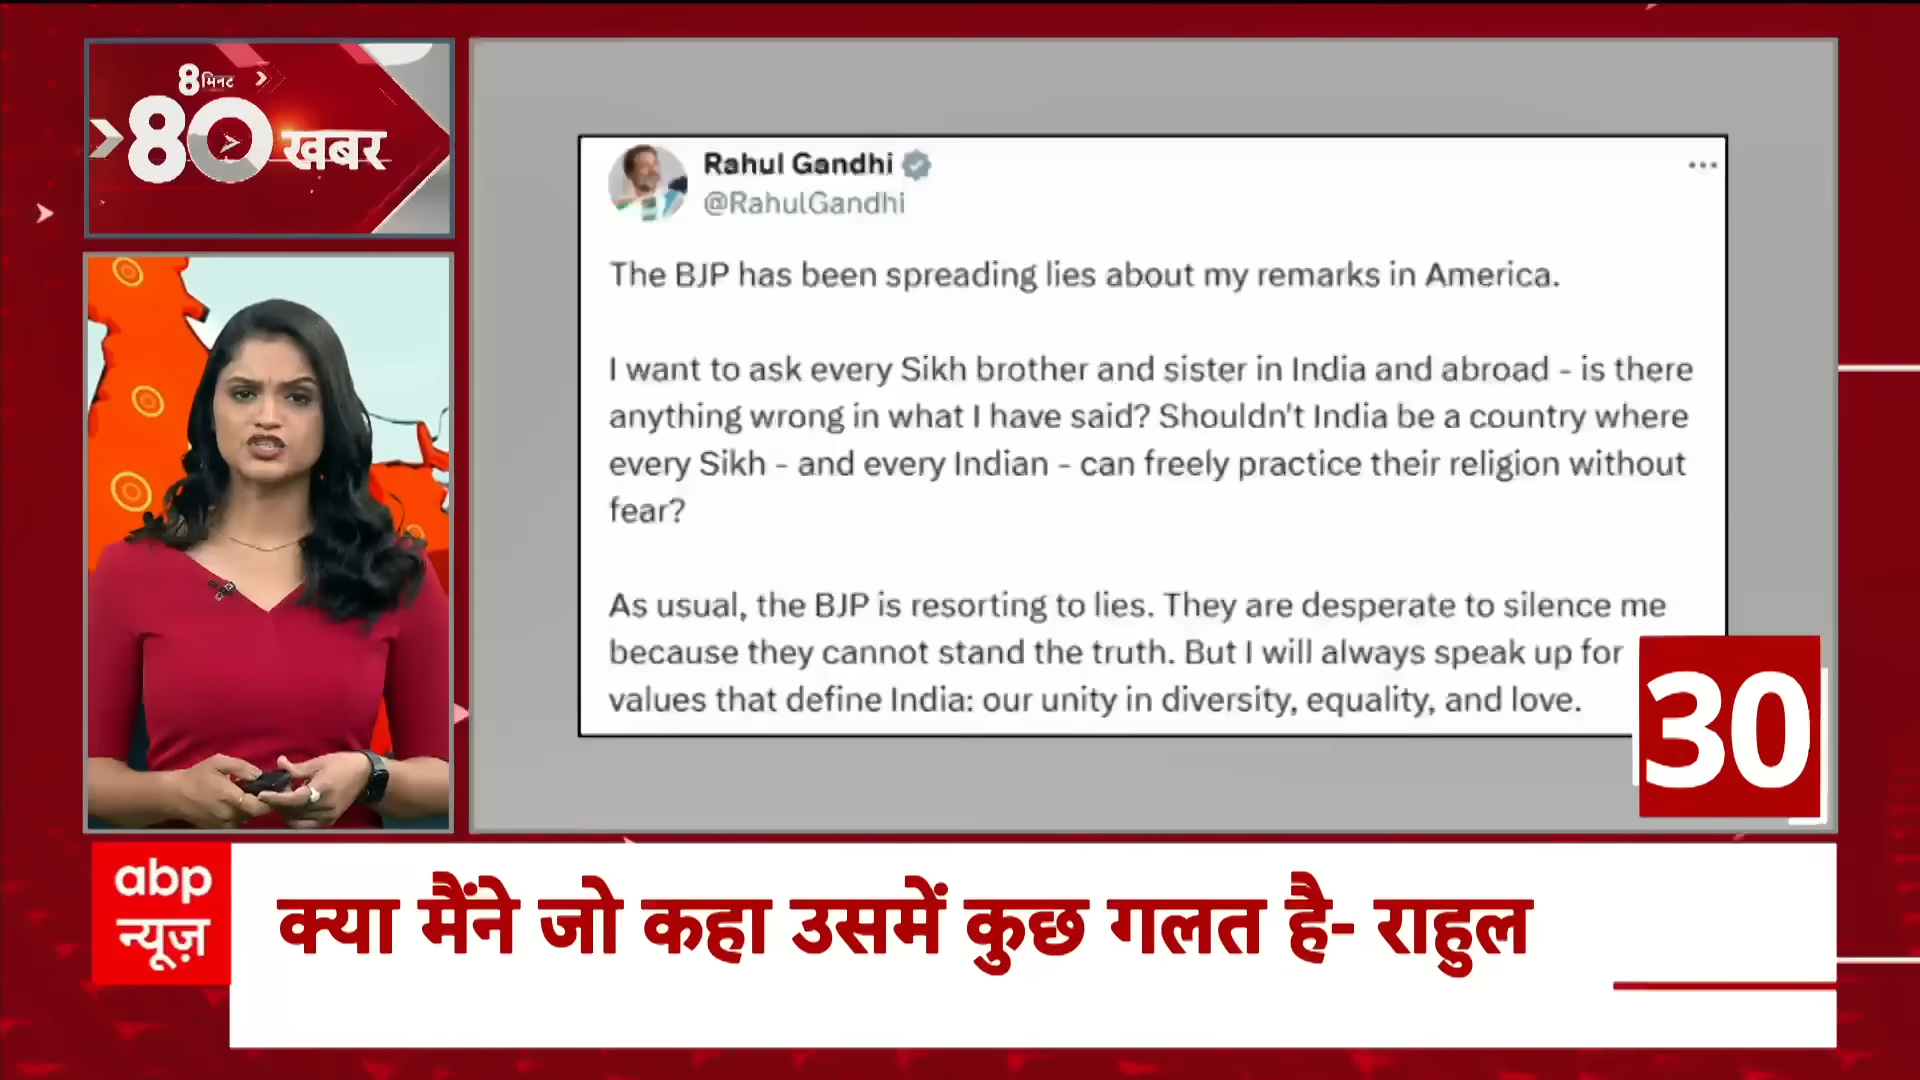 8मिनट
80खबर
Rahul Gandhi
@RahulGandhi
The BJP has been spreading lies about my remarks in America.
I want to ask every Sikh brother and sister in India and abroad - is there
anything wrong in what I have said? Shouldn't India be a country where
every Sikh - and every Indian - can freely practice their religion without
fear?
As usual, the BJP is resorting to lies. They are desperate to silence me
because they cannot stand the truth. But I will always speak up for
values that define India: our unity in diversity, equality, and love.
30
abp
न्यूज़
क्या मैंने जो कहा उसमें कुछ गलत है- राहुल